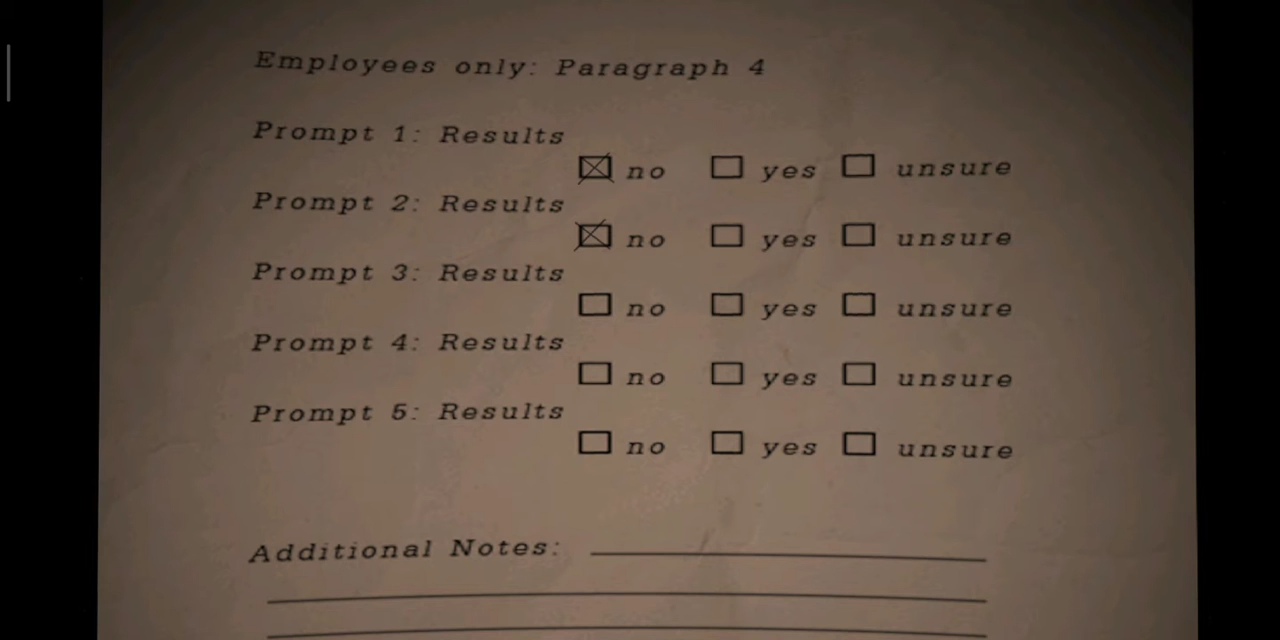 Employees only: Paragraph 4
Prompt 1: Results
no yes unsure
Prompt 2: Results
no yes unsure
Prompt 3: Results
no yes unsure
Prompt 4: Results
no yes unsure
Prompt 5: Results
no yes unsure
Additional Notes: